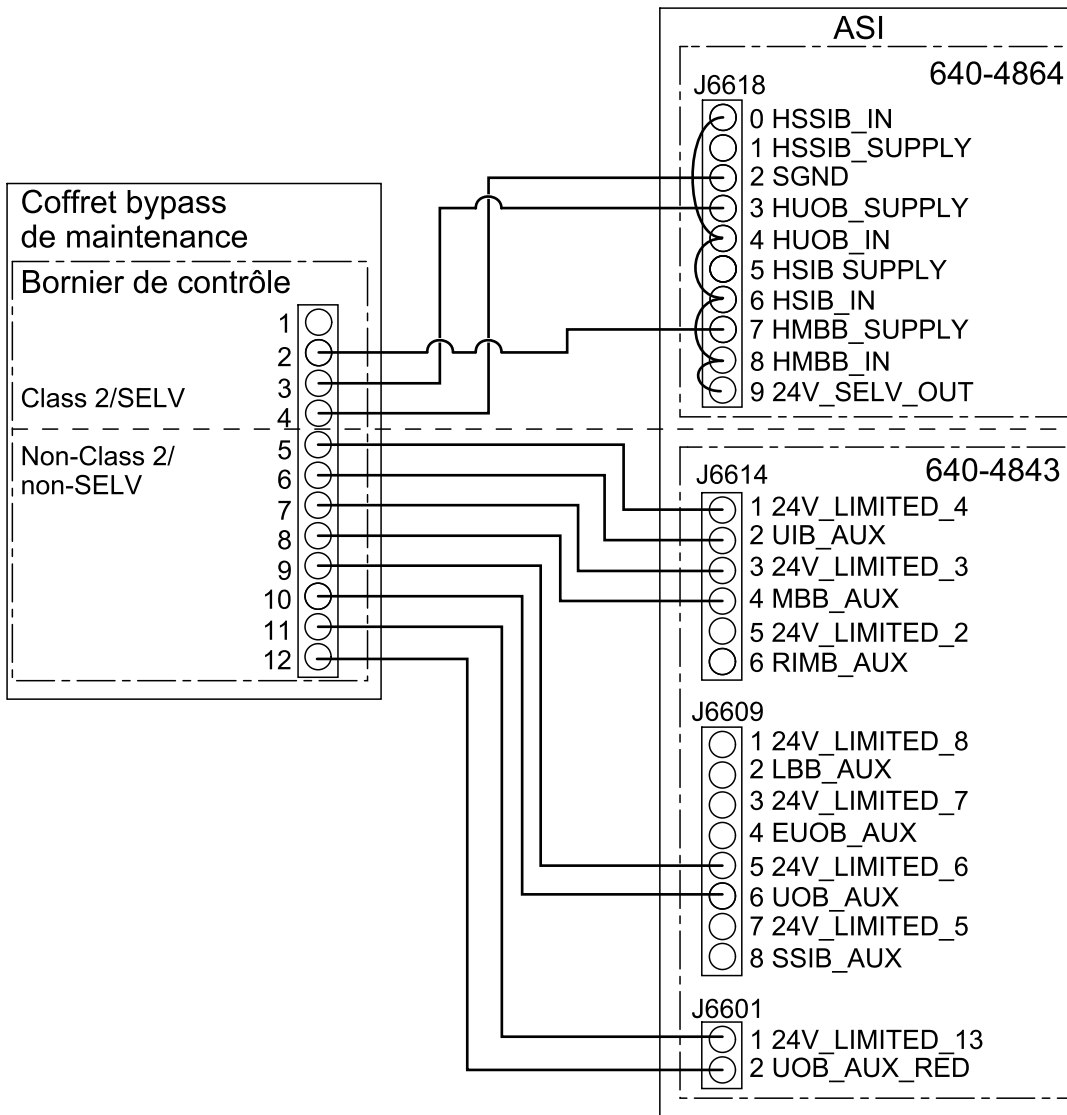 ASI
640-4864
J6618
0 HSSIB_IN
1 HSSIB_SUPPLY
2 SGND
3 HUOB_SUPPLY
4 HUOB_IN
5 HSIB SUPPLY
6 HSIB_IN
7 HMBB_SUPPLY
8 HMBB_IN
9 24V_SELV_OUT
Coffret bypass
de maintenance
Bornier de contrôle
1
2
3
4
Class 2/SELV
Non-Class 2/
non-SELV
5
6
7
8
9
10
11
12
640-4843
J6614
1 24V_LIMITED_4
2 UIB_AUX
3 24V_LIMITED_3
4 MBB_AUX
5 24V_LIMITED_2
6 RIMB_AUX
J6609
1 24V_LIMITED_8
2 LBB_AUX
3 24V_LIMITED_7
4 EUOB_AUX
5 24V_LIMITED_6
6 UOB_AUX
7 24V_LIMITED_5
8 SSIB_AUX
J6601
1 24V_LIMITED_13
2 UOB_AUX_RED